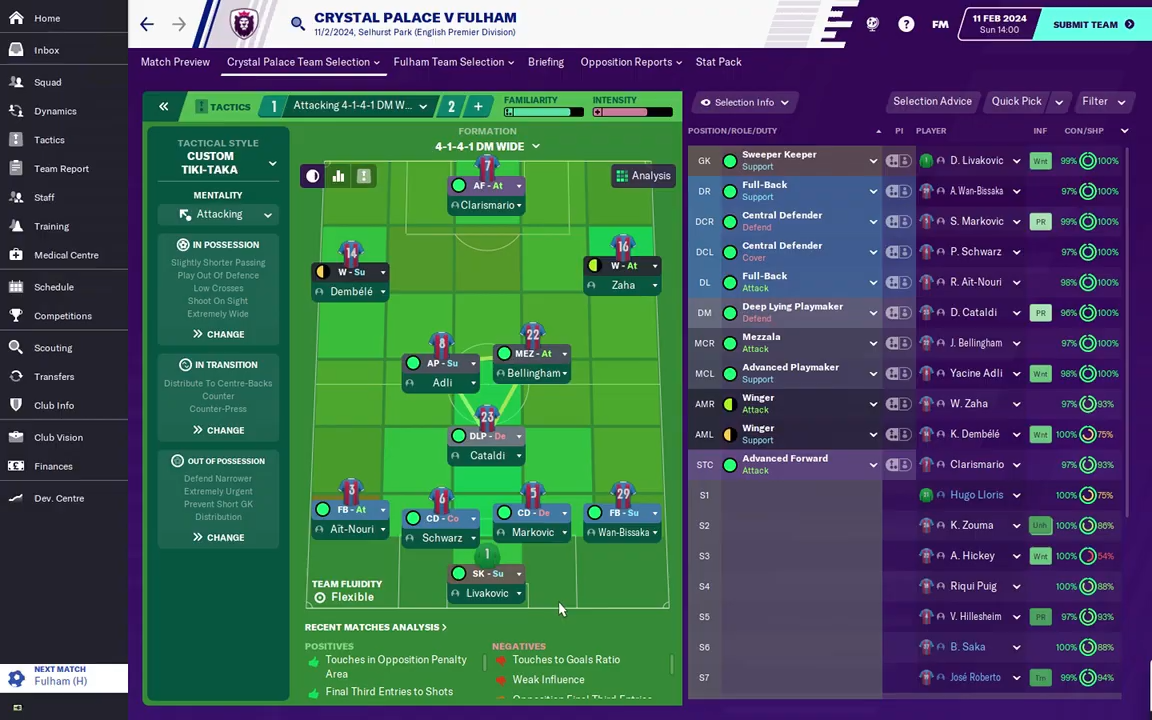 Home
Inbox
Squad
Dynamics
Tactics
Team Report
Staff
Training
Medical Centre
Schedule
Competitions
Scouting
Transfers
Club Info
Club Vision
Finances
Dev. Centre
NEXT MATCH
Fulham (H)
CRYSTAL PALACE V FULHAM
11/2/2024, Selhurst Park (English Premier Division)
?
FM
11 FEB 2024
Sun 14:00
SUBMIT TEAM
Match Preview
Crystal Palace Team Selection
Fulham Team Selection
Briefing
Opposition Reports
Stat Pack
TACTICS
1
Attacking 4-1-4-1 DM W...
2
+
FAMILIARITY
INTENSITY
TACTICAL STYLE
CUSTOM
TIKI-TAKA
MENTALITY
Attacking
IN POSSESSION
Slightly Shorter Passing
Play Out Of Defence
Low Crosses
Shoot On Sight
Extremely Wide
CHANGE
IN TRANSITION
Distribute To Centre-Backs
Counter
Counter-Press
CHANGE
OUT OF POSSESSION
Defend Narrower
Extremely Urgent
Prevent Short GK
Distribution
CHANGE
FORMATION
4-1-4-1 DM WIDE
Analysis
7
AF - At
Clarismario
14
W - Su
Dembélé
16
W - At
Zaha
8
AP - Su
Adli
22
MEZ - At
Bellingham
23
DLP - De
Cataldi
3
FB - At
Aït-Nouri
6
CD - Co
Schwarz
5
CD - De
Markovic
29
FB - Su
Wan-Bissaka
1
SK - Su
Livakovic
TEAM FLUIDITY
Flexible
RECENT MATCHES ANALYSIS
POSITIVES
Touches in Opposition Penalty
Area
Final Third Entries to Shots
NEGATIVES
Touches to Goals Ratio
Weak Influence
Opposition Final Third Entries
Selection Info
Selection Advice
Quick Pick
Filter
POSITION/ROLE/DUTY
PI
PLAYER
INF
CON/SHP
GK Sweeper Keeper Support D. Livakovic Wnt 99% 100%
DR Full-Back Support A. Wan-Bissaka 97% 100%
DCR Central Defender Defend S. Markovic PR 99% 100%
DCL Central Defender Cover P. Schwarz 97% 100%
DL Full-Back Attack R. Aït-Nouri 98% 100%
DM Deep Lying Playmaker Defend D. Cataldi PR 96% 100%
MCR Mezzala Attack J. Bellingham 97% 100%
MCL Advanced Playmaker Support Yacine Adli Wnt 98% 100%
AMR Winger Attack W. Zaha 97% 93%
AML Winger Support K. Dembélé Wnt 100% 75%
STC Advanced Forward Attack Clarismario 97% 93%
S1 Hugo Lloris 100% 75%
S2 K. Zouma Unh 100% 86%
S3 A. Hickey Wnt 100% 54%
S4 Riqui Puig 100% 88%
S5 V. Hillesheim PR 97% 93%
S6 B. Saka 100% 88%
S7 José Roberto Trn 99% 94%